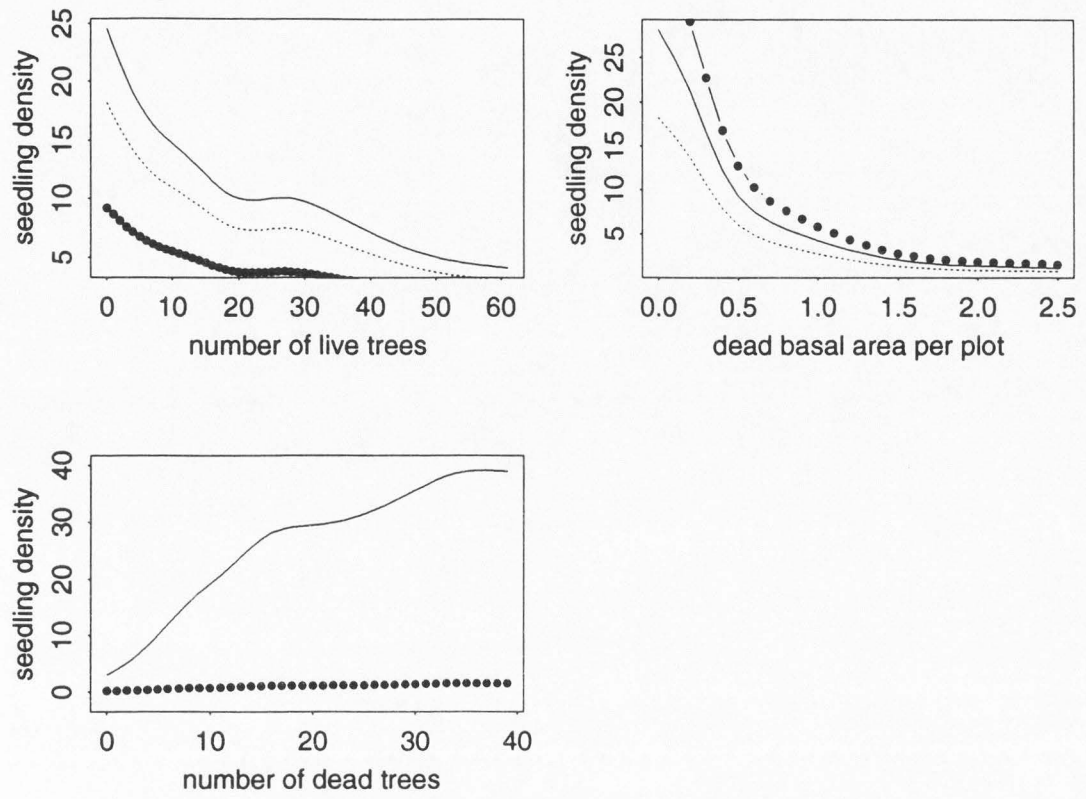 seedling density
25
20
15
10
5
0 10 20 30 40 50 60
number of live trees
seedling density
25
20
15
10
5
0.0 0.5 1.0 1.5 2.0 2.5
dead basal area per plot
seedling density
40
30
20
10
0
0 10 20 30 40
number of dead trees